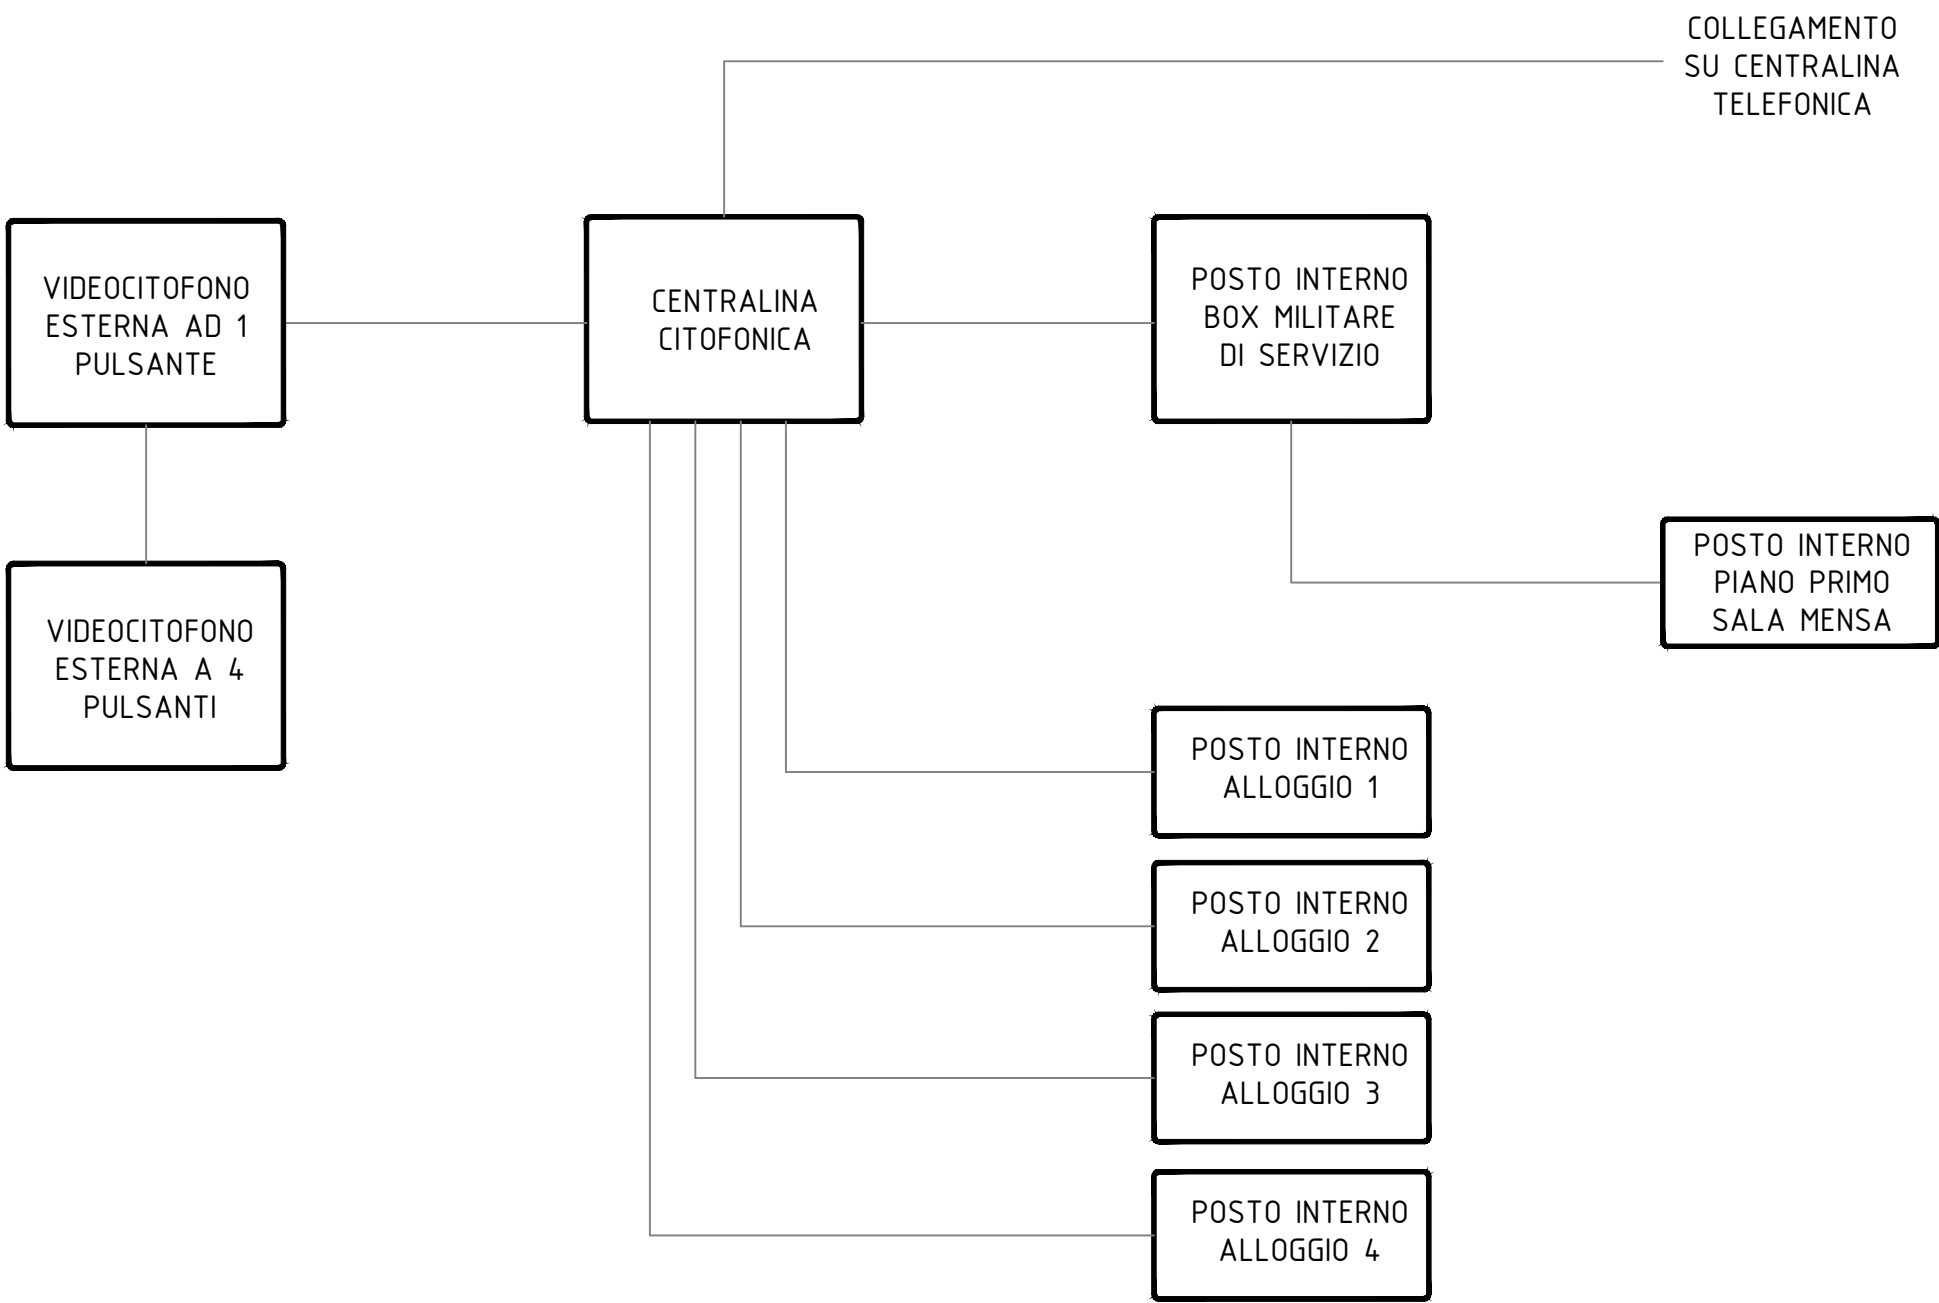 COLLEGAMENTO
SU CENTRALINA
TELEFONICA
VIDEOCITOFONO
ESTERNA AD 1
PULSANTE
CENTRALINA
CITOFONICA
POSTO INTERNO
BOX MILITARE
DI SERVIZIO
POSTO INTERNO
PIANO PRIMO
SALA MENSA
VIDEOCITOFONO
ESTERNA A 4
PULSANTI
POSTO INTERNO
ALLOGGIO 1
POSTO INTERNO
ALLOGGIO 2
POSTO INTERNO
ALLOGGIO 3
POSTO INTERNO
ALLOGGIO 4